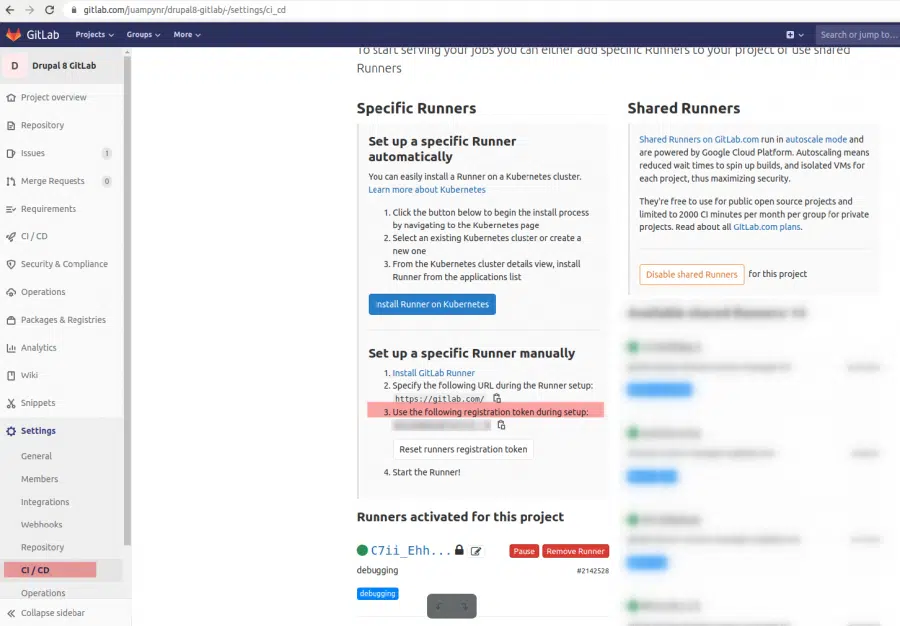 gitlab.com/juampynr/drupal8-gitlab/-/settings/ci_cd
GitLab
Projects
Groups
More
Search or jump to...
D
Drupal 8 GitLab
Project overview
Repository
Issues
1
Merge Requests
0
Requirements
CI / CD
Security & Compliance
Operations
Packages & Registries
Analytics
Wiki
Snippets
Settings
General
Members
Integrations
Webhooks
Repository
CI / CD
Operations
Collapse sidebar
To start serving your jobs you can either add specific Runners to your project or use shared
Runners
Specific Runners
Set up a specific Runner
automatically
You can easily install a Runner on a Kubernetes cluster.
Learn more about Kubernetes
1. Click the button below to begin the install process
by navigating to the Kubernetes page
2. Select an existing Kubernetes cluster or create a
new one
3. From the Kubernetes cluster details view, install
Runner from the applications list
Install Runner on Kubernetes
Set up a specific Runner manually
1. Install GitLab Runner
2. Specify the following URL during the Runner setup:
https://gitlab.com/
3. Use the following registration token during setup:
Reset runners registration token
4. Start the Runner!
Runners activated for this project
C7ii_Ehh...
Pause
Remove Runner
debugging
#2142528
debugging
Shared Runners
Shared Runners on GitLab.com run in autoscale mode and
are powered by Google Cloud Platform. Autoscaling means
reduced wait times to spin up builds, and isolated VMs for
each project, thus maximizing security.
They're free to use for public open source projects and
limited to 2000 CI minutes per month per group for private
projects. Read about all GitLab.com plans.
Disable shared Runners for this project